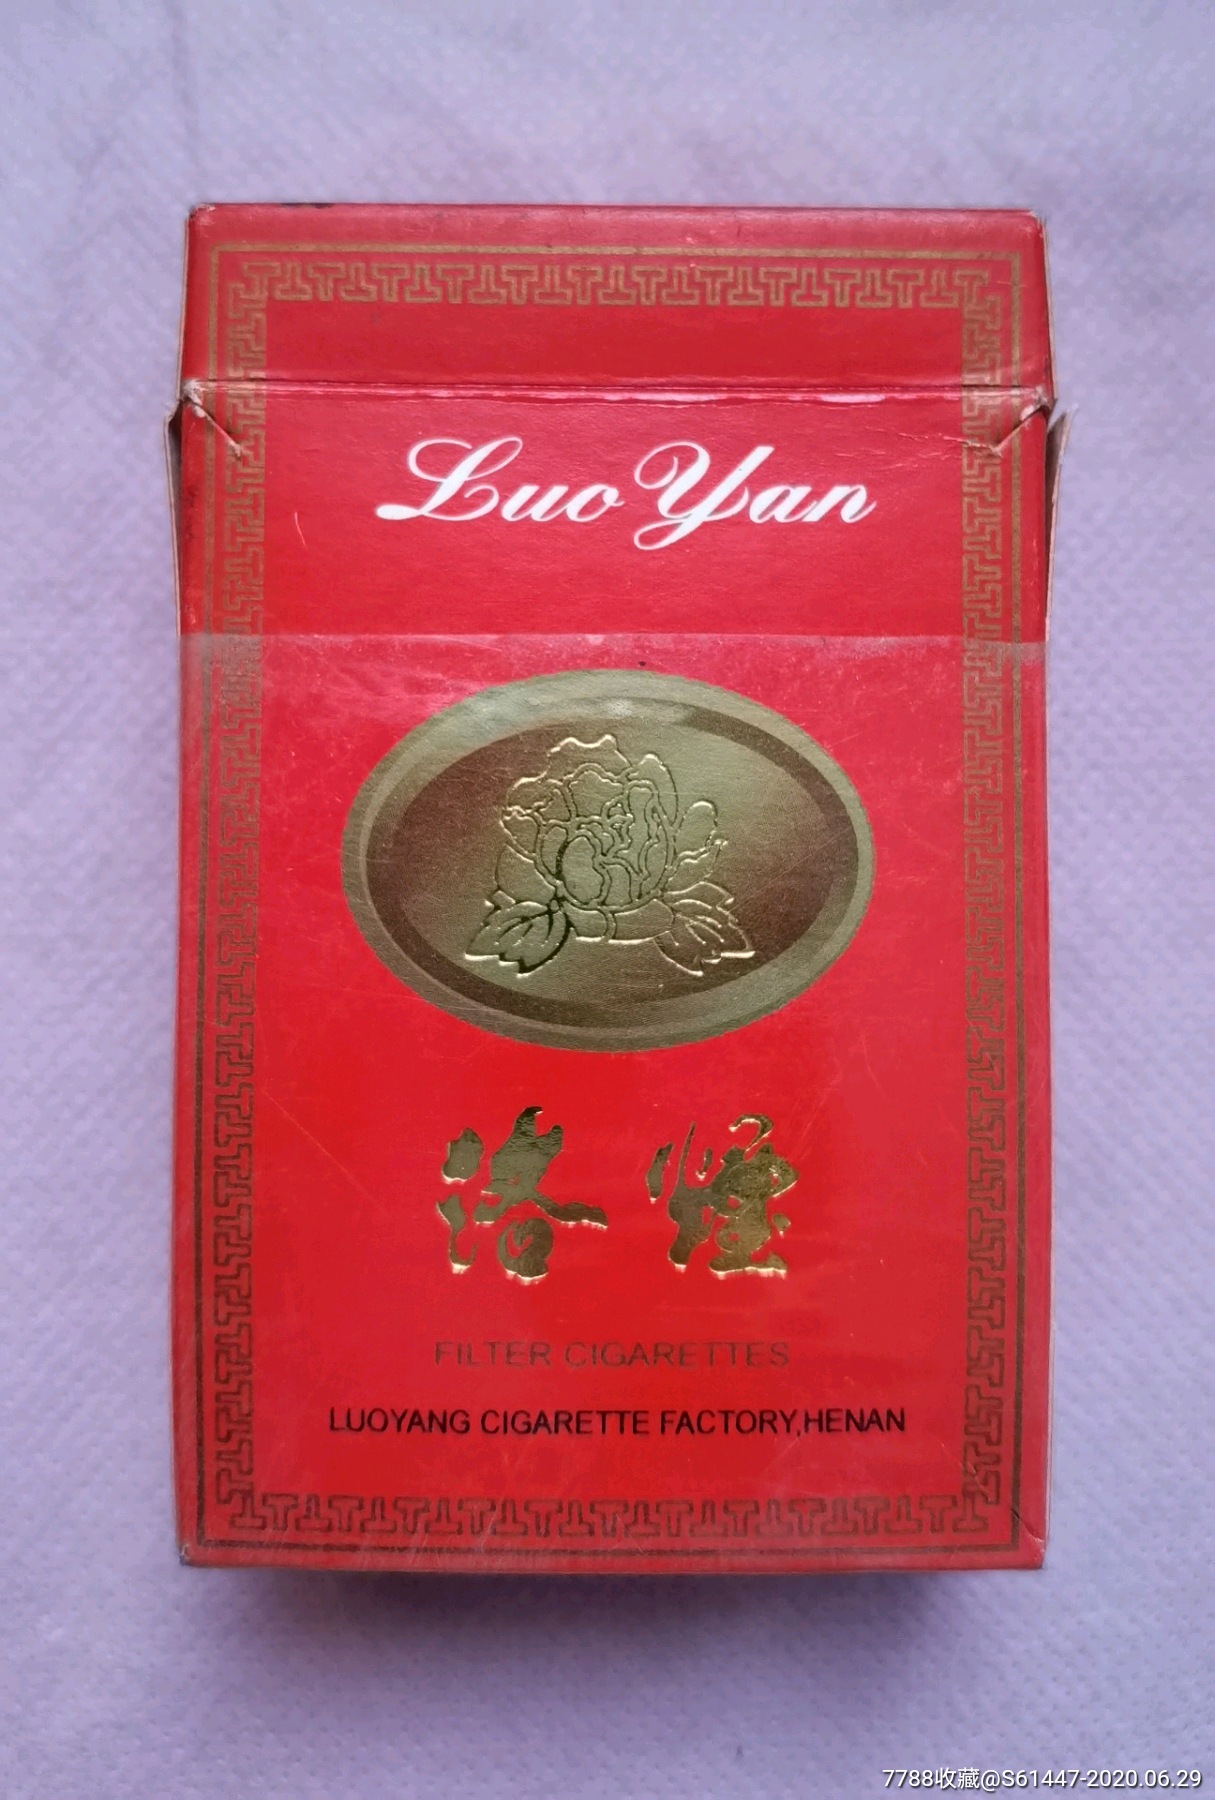 Luo Yan
洛煙
FILTER CIGARETTES
LUOYANG CIGARETTE FACTORY,HENAN
7788收藏@S61447-2020.06.29